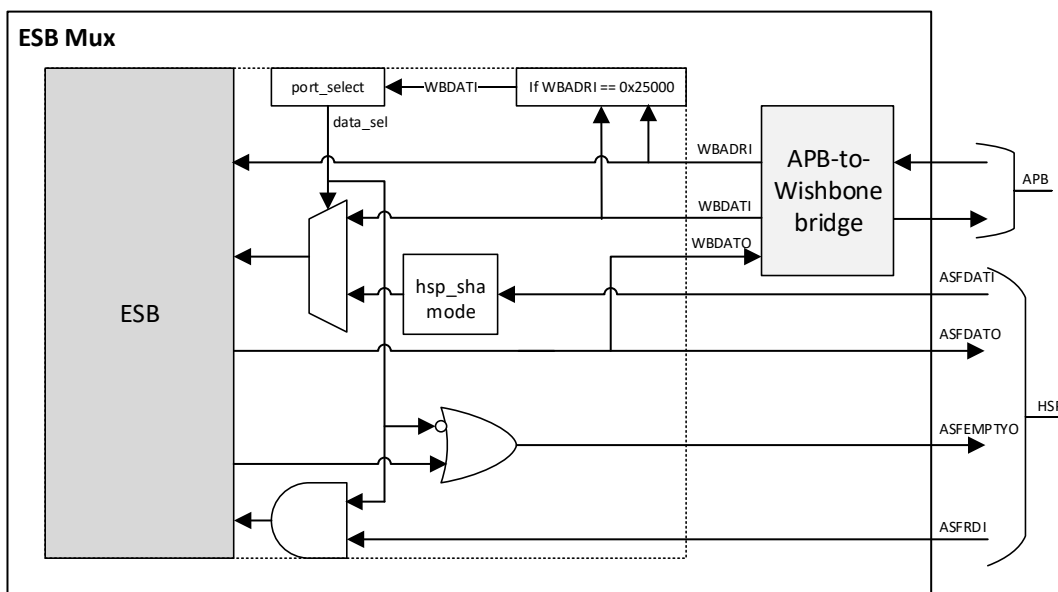 ESB Mux
port_select
WBDATI
If WBADRI == 0x25000
data_sel
WBADRI
APB-to-
Wishbone
bridge
APB
WBDATI
WBDATO
hsp_sha
mode
ASFDATI
ESB
ASFDATO
HSP
ASFEMPTYO
ASFRDI